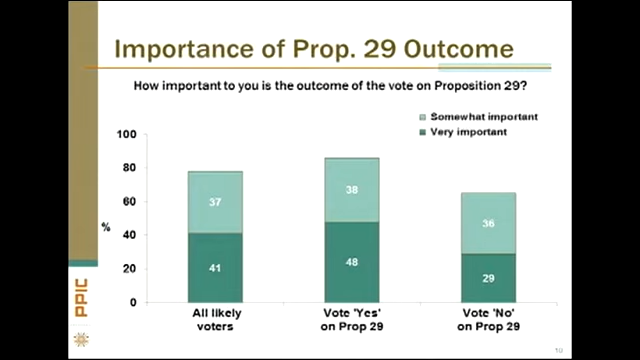 Importance of Prop. 29 Outcome
How important to you is the outcome of the vote on Proposition 29?
Somewhat important
Very important
100
80
60
40
20
0
%
37
41
38
48
36
29
All likely
voters
Vote 'Yes'
on Prop 29
Vote 'No'
on Prop 29
PPIC